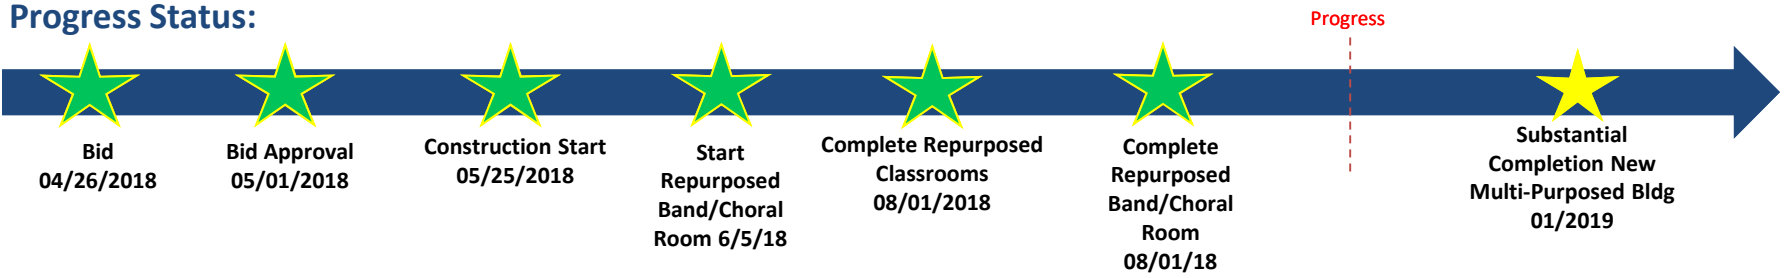 Progress Status:
Progress
Bid
04/26/2018
Bid Approval
05/01/2018
Construction Start
05/25/2018
Start
Repurposed
Band/Choral
Room 6/5/18
Complete Repurposed
Classrooms
08/01/2018
Complete
Repurposed
Band/Choral
Room
08/01/18
Substantial
Completion New
Multi-Purposed Bldg
01/2019